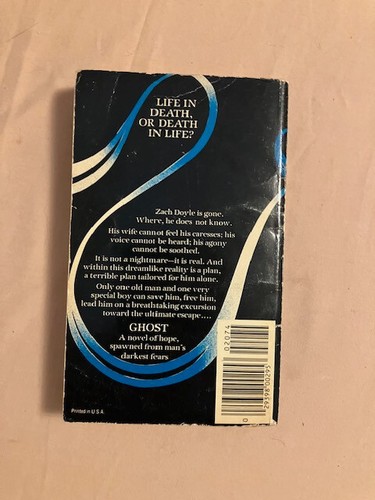 LIFE IN
DEATH,
OR DEATH
IN LIFE?
Zach Doyle is gone.
Where, he does not know.
His wife cannot feel his caresses; his
voice cannot be heard; his agony
cannot be soothed.
It is not a nightmare—it is real. And
within this dreamlike reality is a plan,
a terrible plan tailored for him alone.
Only one old man and one very
special boy can save him, free him,
lead him on a breathtaking excursion
toward the ultimate escape....
GHOST
A novel of hope,
spawned from man's
darkest fears
02074
0
29398 00295
Printed in U.S.A.